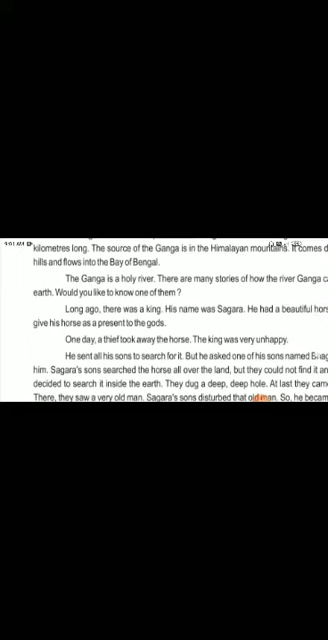 kilometres long. The source of the Ganga is in the Himalayan mountains. It comes d
hills and flows into the Bay of Bengal.
The Ganga is a holy river. There are many stories of how the river Ganga ca
earth. Would you like to know one of them ?
Long ago, there was a king. His name was Sagara. He had a beautiful hors
give his horse as a present to the gods.
One day, a thief took away the horse. The king was very unhappy.
He sent all his sons to search for it. But he asked one of his sons named
him. Sagara's sons searched the horse all over the land, but they could not find it an
decided to search it inside the earth. They dug a deep, deep hole. At last they cam
There, they saw a very old man. Sagara's sons disturbed that old man. So, he becam